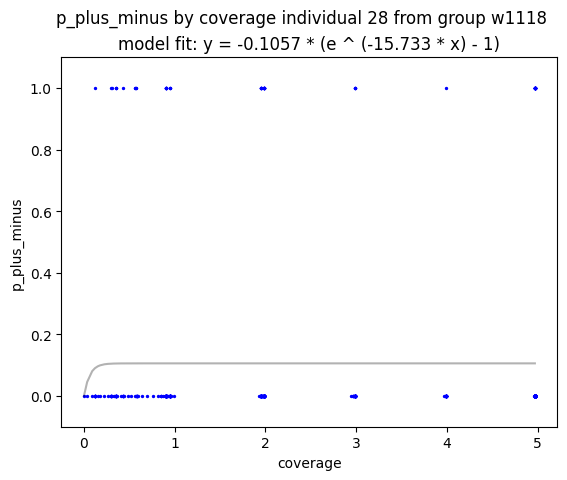 p_plus_minus by coverage individual 28 from group w1118
model fit: y = -0.1057 * (e ^ (-15.733 * x) - 1)
1.0
0.8
0.6
0.4
0.2
0.0
p_plus_minus
0 1 2 3 4 5
coverage